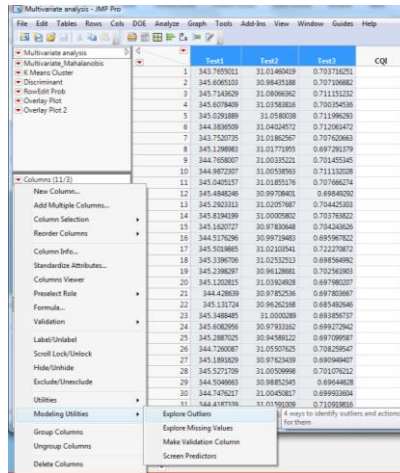 Multivariate analysis - JMP Pro
File Edit Tables Rows Cols DOE Analyze Graph Tools Add-Ins View Window Guides Help
Multivariate analysis
Multivariate_Mahalanobis
K Means Cluster
Discriminant
RowEdit Prob
Overlay Plot
Overlay Plot 2
Columns (11/3)
New Column...
Add Multiple Columns...
Column Selection
Reorder Columns
Column Info...
Standardize Attributes...
Columns Viewer
Preselect Role
Formula...
Validation
Label/Unlabel
Scroll Lock/Unlock
Hide/Unhide
Exclude/Unexclude
Utilities
Modeling Utilities
Group Columns
Ungroup Columns
Delete Columns
Explore Outliers
Explore Missing Values
Make Validation Column
Screen Predictors
4 ways to identify outliers and actions
for them
Test1 Test2 Test3 CQI
1 343.7655011 31.01460419 0.703716251
2 345.6065103 30.98435188 0.707106882
3 345.7143629 31.08066362 0.711151232
4 345.6078409 31.03583816 0.700354536
5 345.0291889 31.0580038 0.711996293
6 344.3836509 31.04024572 0.712061472
7 343.7520735 31.01862567 0.707620663
8 345.1298983 31.01771955 0.697291379
9 344.7658007 31.00335221 0.701455345
10 344.9872307 31.00538563 0.711132028
11 345.0405157 31.01855176 0.707666274
12 345.4848246 30.99708401 0.69849292
13 345.2923313 31.02057687 0.704425303
14 345.8194199 31.00005802 0.703763822
15 345.1620727 30.97830648 0.704243626
16 344.5176296 30.99719483 0.695967822
17 345.5019865 31.02103541 0.722270872
18 345.3396706 31.02532513 0.698564992
19 345.2398297 30.96128681 0.702561903
20 345.1202815 31.03924928 0.697980207
21 344.428639 30.97852536 0.697803667
22 345.131724 30.96262168 0.685492646
23 345.3488485 31.0000289 0.693856737
24 345.6082956 30.97933162 0.699272942
25 345.2887025 30.94589122 0.697099587
26 344.7260087 31.05507625 0.708259547
27 345.1891829 30.97623439 0.690949407
28 345.5271709 31.00509998 0.701076212
29 344.5046663 30.98852345 0.69644628
30 344.7476217 31.00450817 0.699933604
31 344.4187339 31.01591009 0.710919816